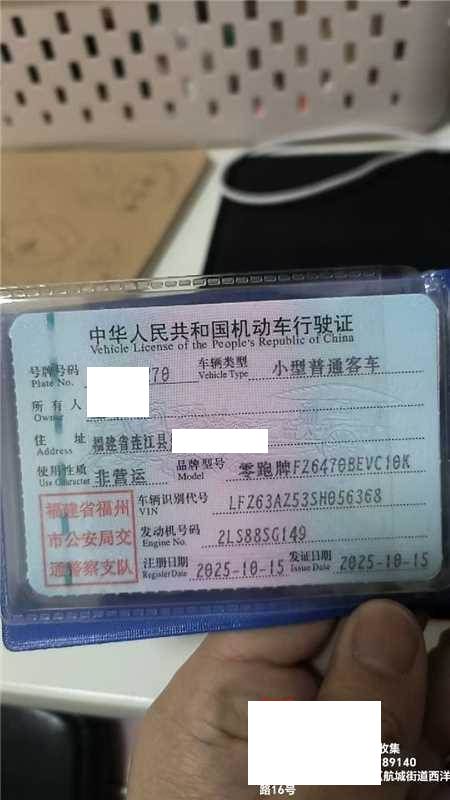 中华人民共和国机动车行驶证
Vehicle License of the People's Republic of China
号牌号码 70 车辆类型 小型普通客车
Plate No. Vehicle Type
所有人
Owner
住 址 福建省连江县
Address
使用性质 非营运 品牌型号 零跑牌FZ6470BEVC10K
Use Character Model
车辆识别代号 LFZ63AZ53SH056368
VIN
发动机号码 2LS88SG149
Engine No.
注册日期 2025-10-15 发证日期 2025-10-15
Register Date Issue Date
福建省福州
市公安局交
通警察支队
收集
89140
航城街道西洋
路16号